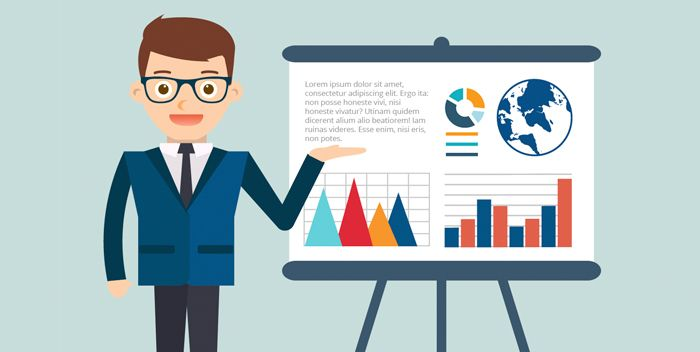 Lorem ipsum dolor sit amet,
consectetur adipiscing elit. Ergo ita:
non posse honeste vivi, nisi
honeste vivatur? Utinam quidem
dicerent alium alio beatiorem! Iam
ruinas videres. Esse enim, nisi eris,
non potes.